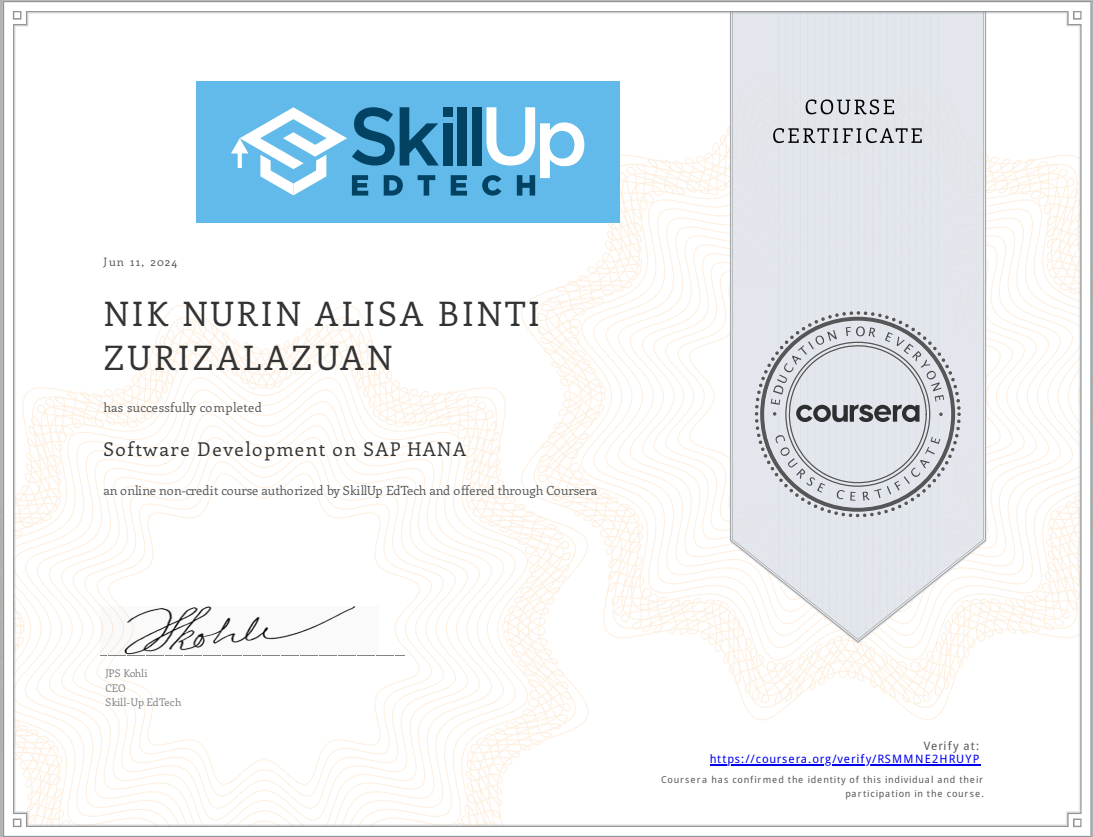 SkillUp
EDTECH
COURSE
CERTIFICATE
Jun 11, 2024
NIK NURIN ALISA BINTI
ZURIZALAZUAN
has successfully completed
Software Development on SAP HANA
an online non-credit course authorized by SkillUp EdTech and offered through Coursera
EDUCATION FOR EVERYONE
coursera
COURSE CERTIFICATE
JPS Kohli
CEO
Skill-Up EdTech
Verify at:
https://coursera.org/verify/RSMMNE2HRUYP
Coursera has confirmed the identity of this individual and their
participation in the course.